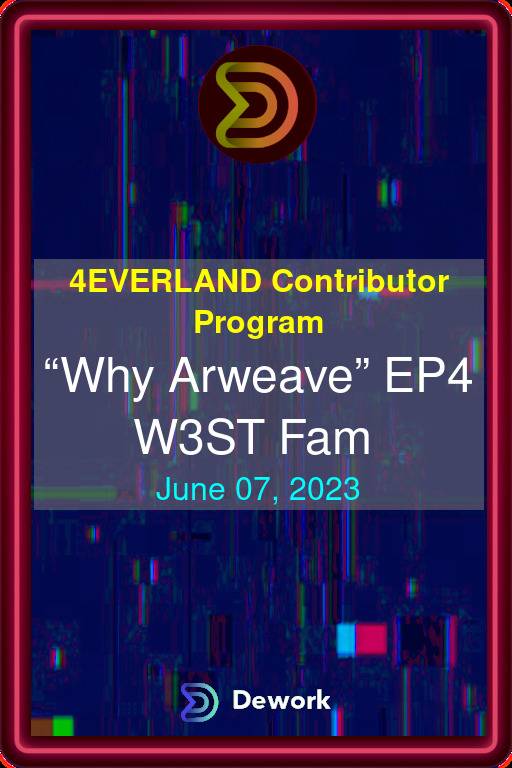 4EVERLAND Contributor
Program
“Why Arweave” EP4
W3ST Fam
June 07, 2023
Dework